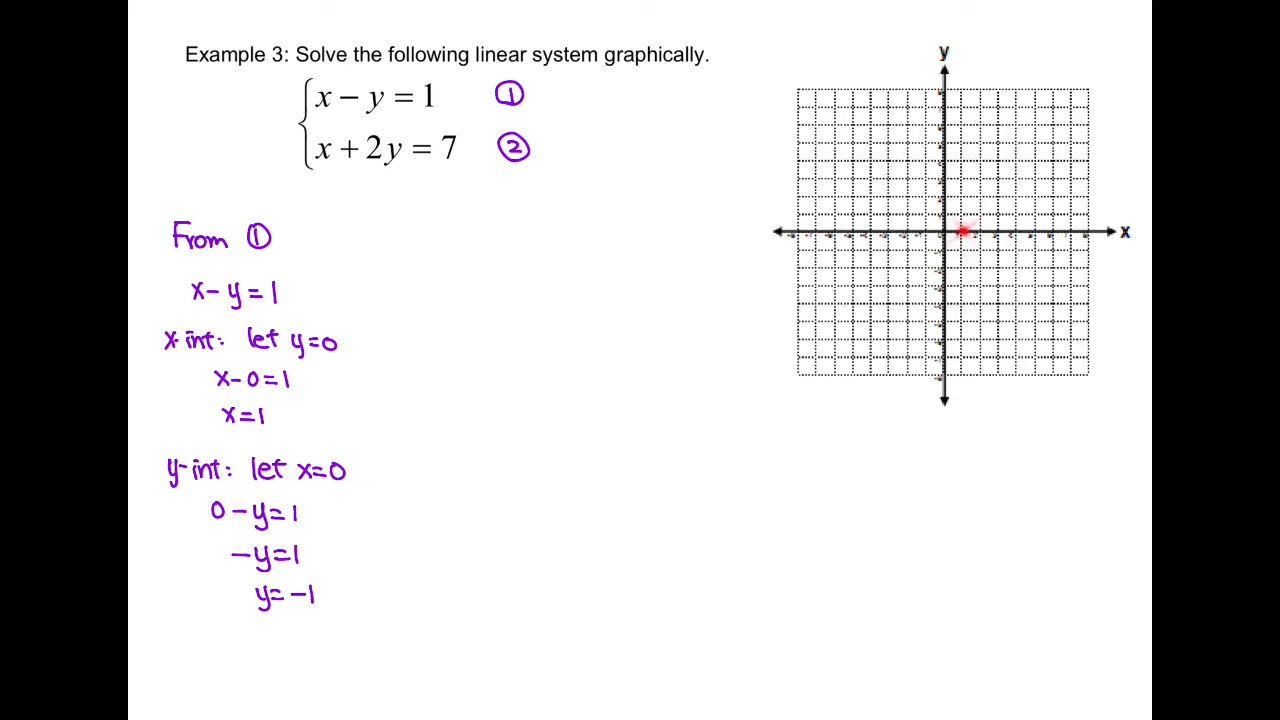 Example 3: Solve the following linear system graphically.
x − y = 1 ①
x + 2y = 7 ②
From ①
x − y = 1
x-int: let y=0
x − 0 = 1
x = 1
y-int: let x=0
0 − y = 1
−y = 1
y = −1
y
x